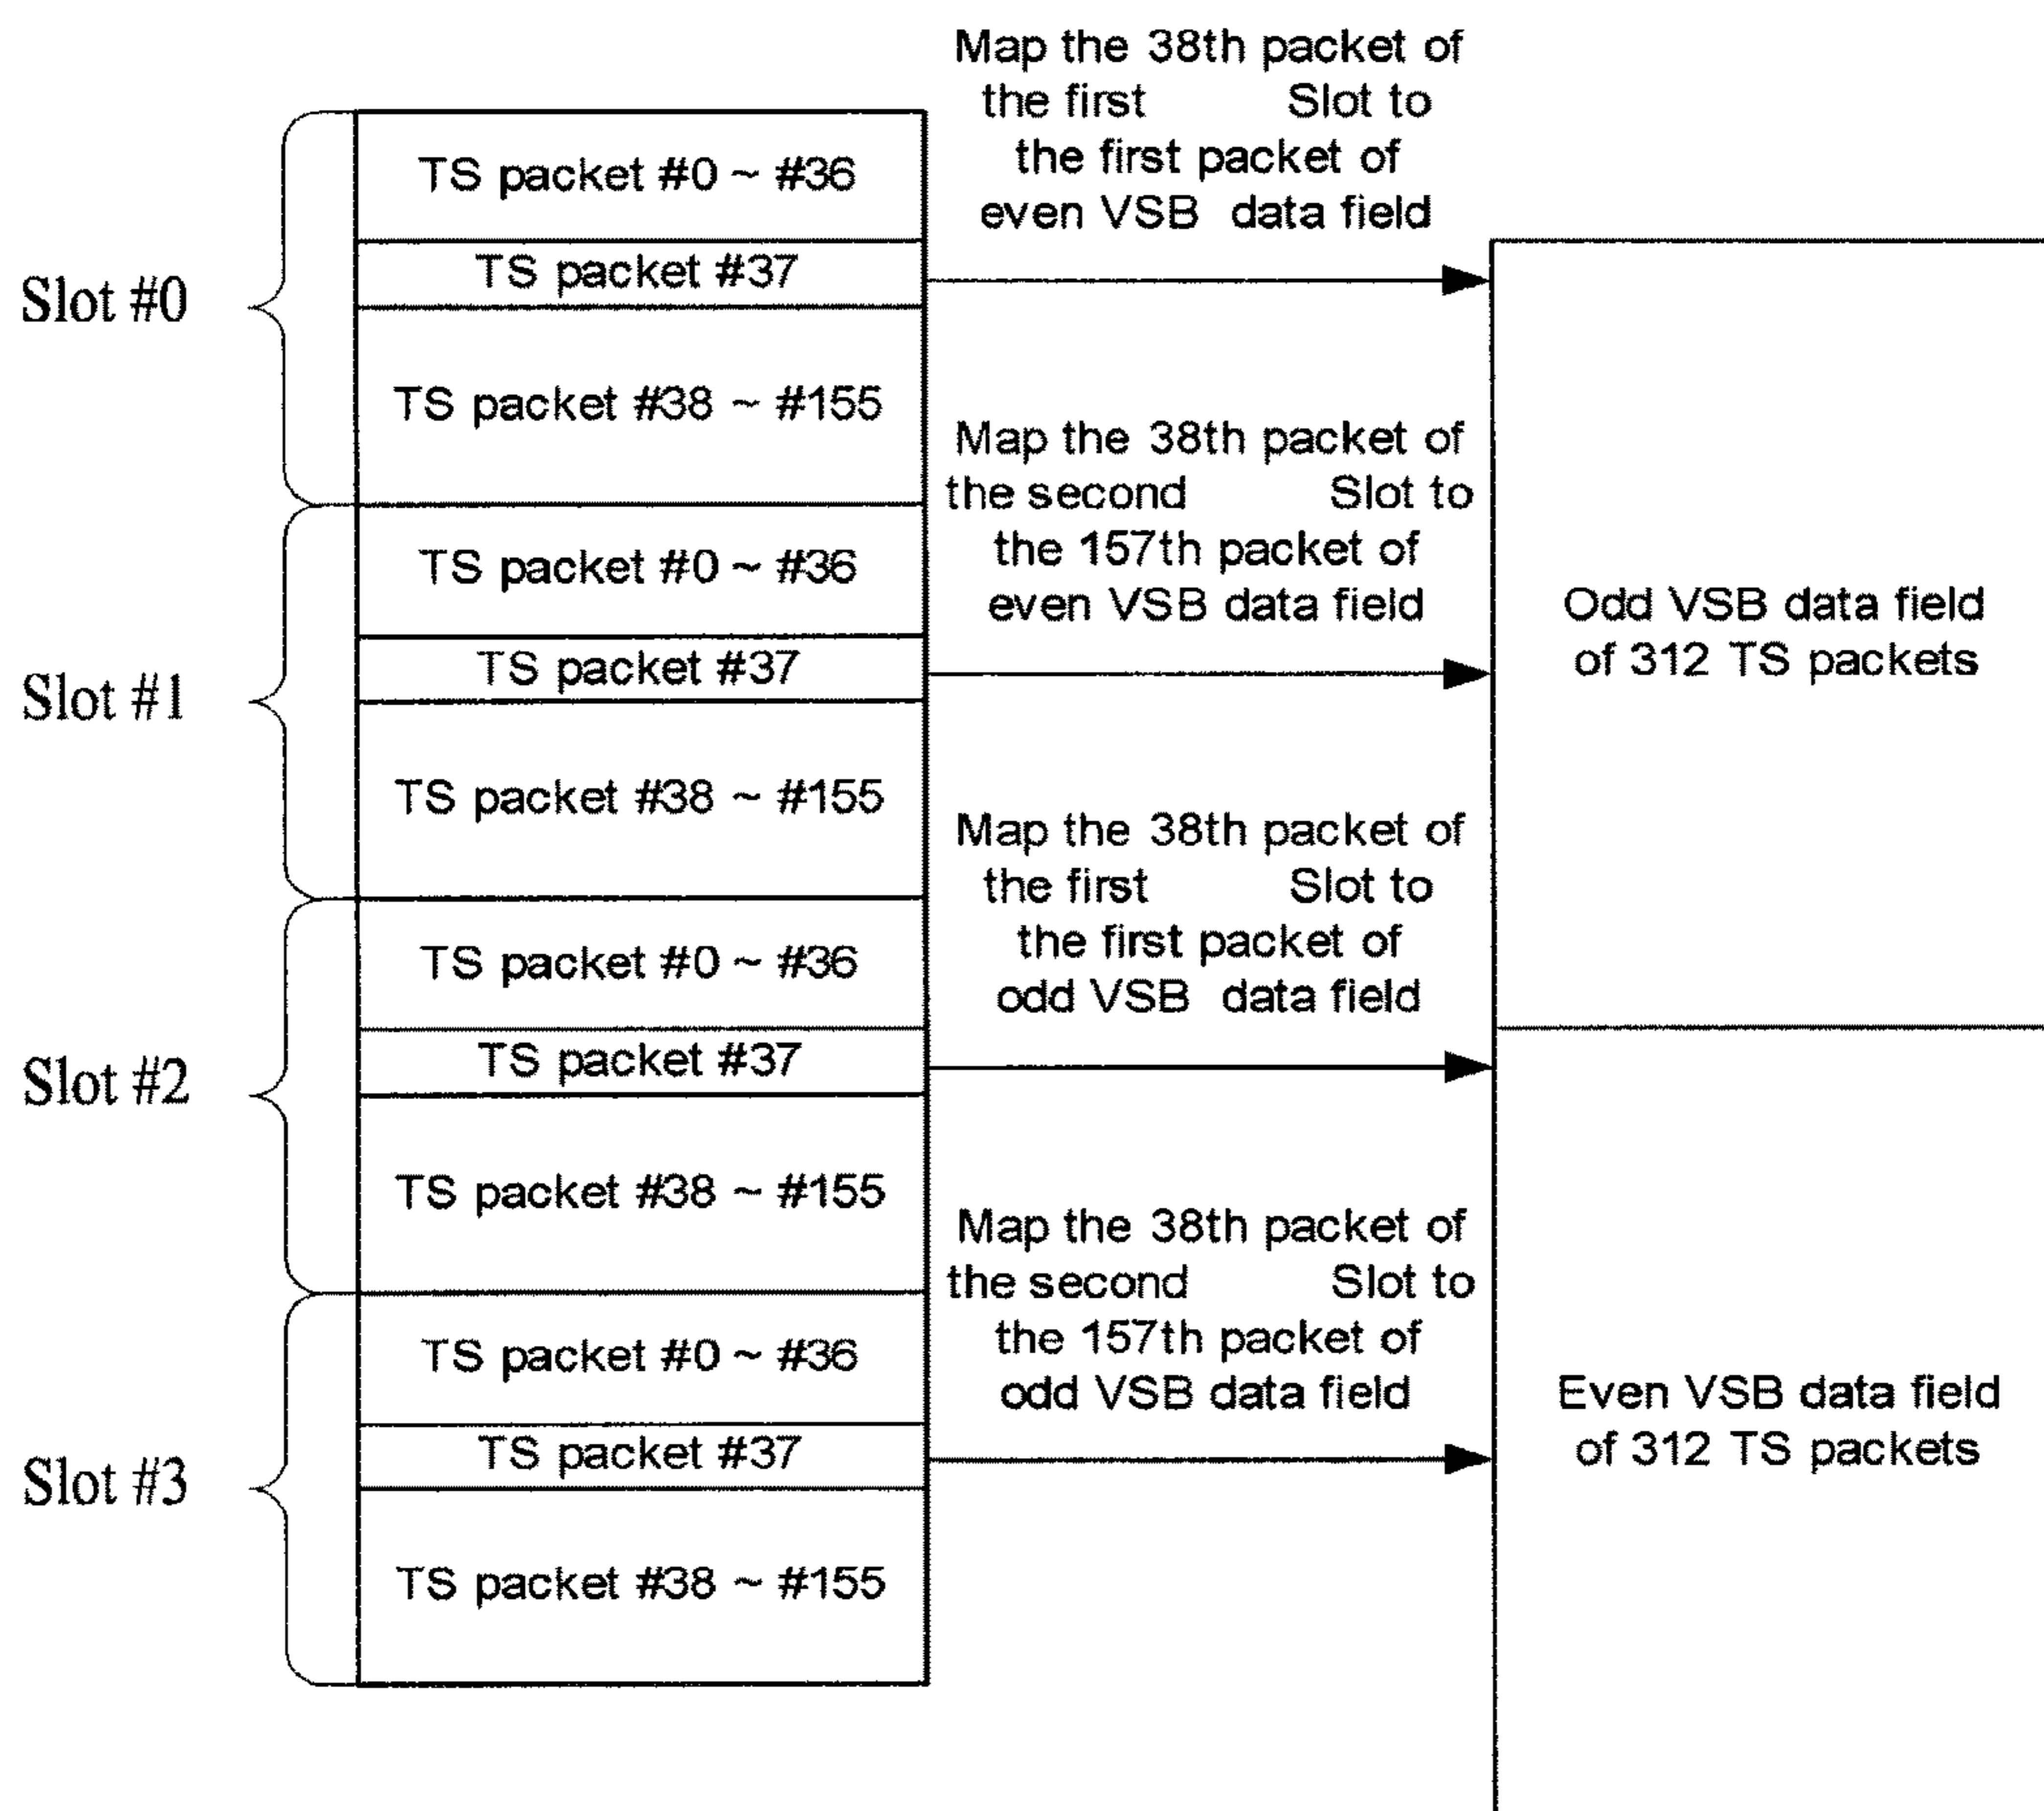 Slot #0
TS packet #0 ~ #36
TS packet #37
TS packet #38 ~ #155
Slot #1
TS packet #0 ~ #36
TS packet #37
TS packet #38 ~ #155
Slot #2
TS packet #0 ~ #36
TS packet #37
TS packet #38 ~ #155
Slot #3
TS packet #0 ~ #36
TS packet #37
TS packet #38 ~ #155
Map the 38th packet of
the first Slot to
the first packet of
even VSB data field
Map the 38th packet of
the second Slot to
the 157th packet of
even VSB data field
Map the 38th packet of
the first Slot to
the first packet of
odd VSB data field
Map the 38th packet of
the second Slot to
the 157th packet of
odd VSB data field
Odd VSB data field
of 312 TS packets
Even VSB data field
of 312 TS packets